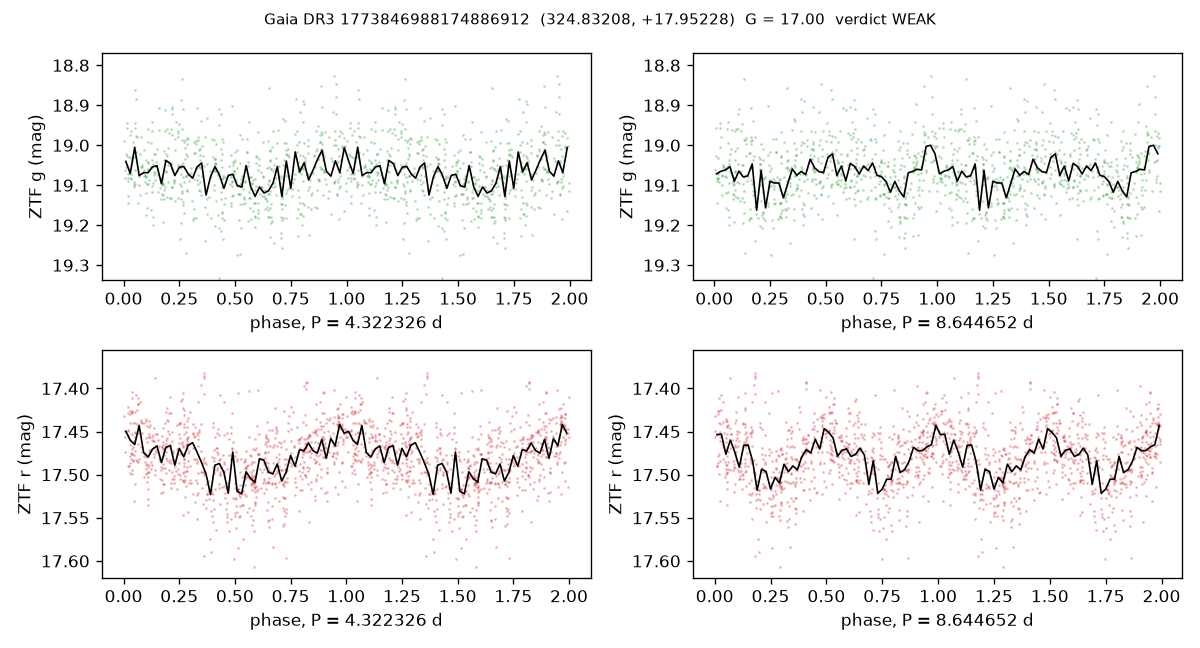 Gaia DR3 1773846988174886912 (324.83208, +17.95228) G = 17.00 verdict WEAK
ZTF g (mag)
18.8
18.9
19.0
19.1
19.2
19.3
0.00 0.25 0.50 0.75 1.00 1.25 1.50 1.75 2.00
phase, P = 4.322326 d
ZTF g (mag)
18.8
18.9
19.0
19.1
19.2
19.3
0.00 0.25 0.50 0.75 1.00 1.25 1.50 1.75 2.00
phase, P = 8.644652 d
ZTF r (mag)
17.40
17.45
17.50
17.55
17.60
0.00 0.25 0.50 0.75 1.00 1.25 1.50 1.75 2.00
phase, P = 4.322326 d
ZTF r (mag)
17.40
17.45
17.50
17.55
17.60
0.00 0.25 0.50 0.75 1.00 1.25 1.50 1.75 2.00
phase, P = 8.644652 d